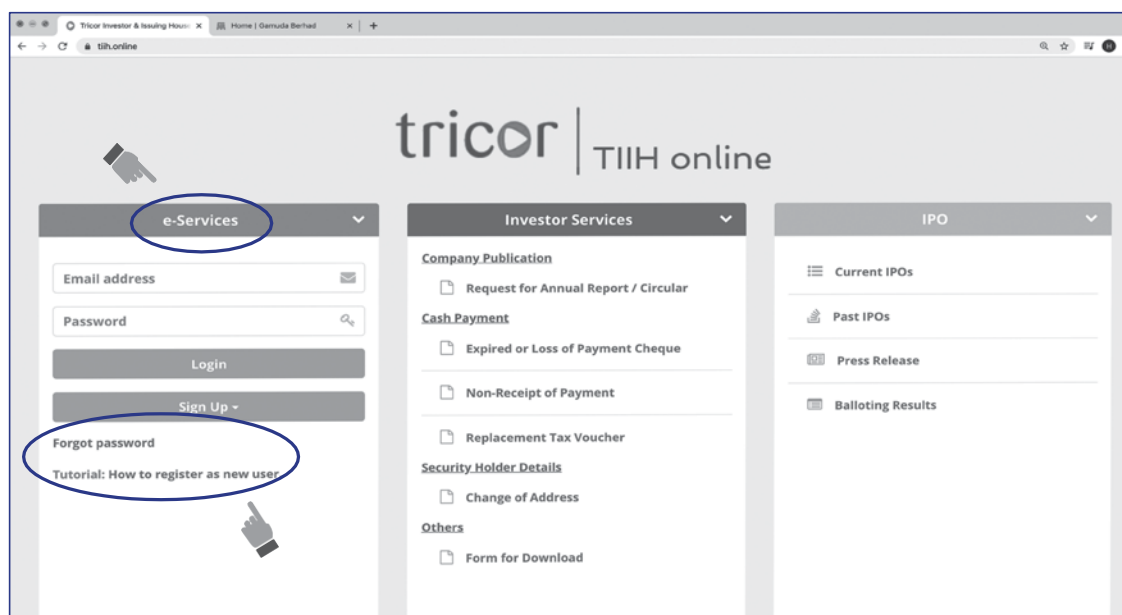 Tricor Investor & Issuing House
Home | Gamuda Berhad
tiih.online
H
tricor | TIIH online
e-Services
Email address
Password
Login
Sign Up
Forgot password
Tutorial: How to register as new user
Investor Services
Company Publication
Request for Annual Report / Circular
Cash Payment
Expired or Loss of Payment Cheque
Non-Receipt of Payment
Replacement Tax Voucher
Security Holder Details
Change of Address
Others
Form for Download
IPO
Current IPOs
Past IPOs
Press Release
Balloting Results